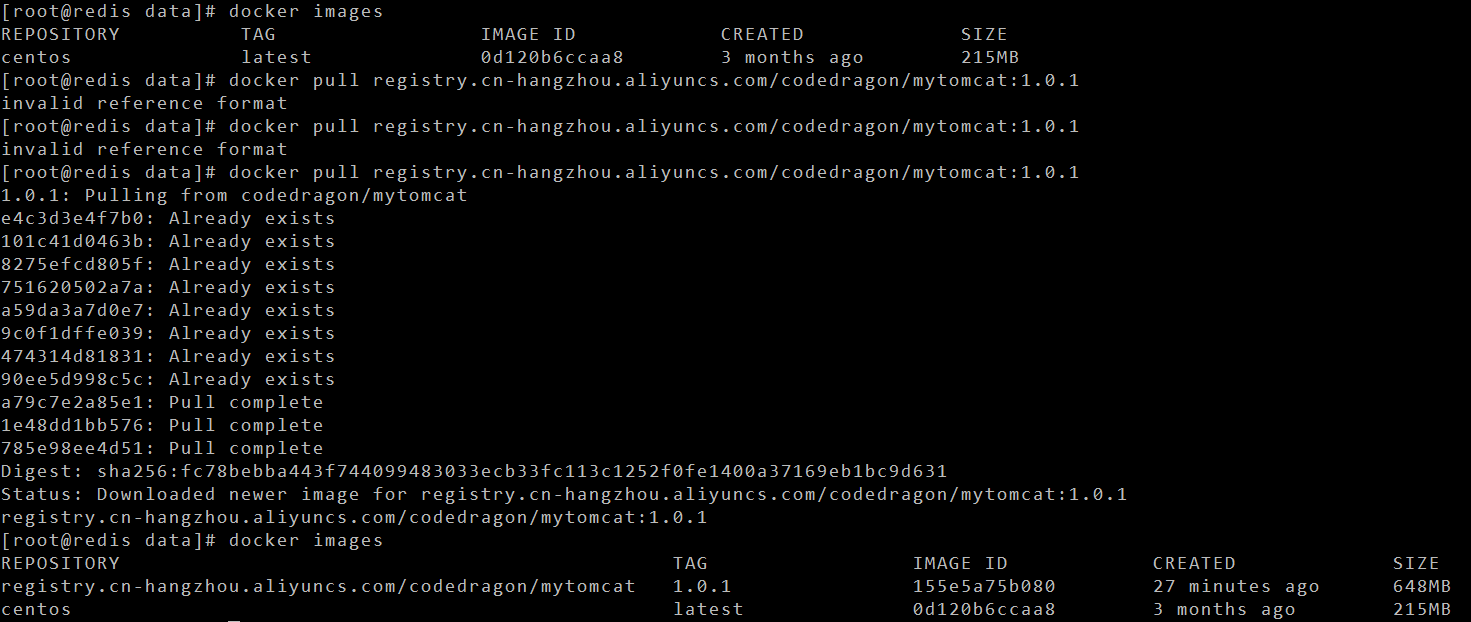 [root@redis data]# docker images
REPOSITORY          TAG                 IMAGE ID            CREATED             SIZE
centos              latest              0d120b6ccaa8        3 months ago        215MB
[root@redis data]# docker pull registry.cn-hangzhou.aliyuncs.com/codedragon/mytomcat:1.0.1
invalid reference format
[root@redis data]# docker pull registry.cn-hangzhou.aliyuncs.com/codedragon/mytomcat:1.0.1
invalid reference format
[root@redis data]# docker pull registry.cn-hangzhou.aliyuncs.com/codedragon/mytomcat:1.0.1
1.0.1: Pulling from codedragon/mytomcat
e4c3d3e4f7b0: Already exists
101c41d0463b: Already exists
8275efcd805f: Already exists
751620502a7a: Already exists
a59da3a7d0e7: Already exists
9c0f1dffe039: Already exists
474314d81831: Already exists
90ee5d998c5c: Already exists
a79c7e2a85e1: Pull complete
1e48dd1bb576: Pull complete
785e98ee4d51: Pull complete
Digest: sha256:fc78bebba443f744099483033ecb33fc113c1252f0fe1400a37169eb1bc9d631
Status: Downloaded newer image for registry.cn-hangzhou.aliyuncs.com/codedragon/mytomcat:1.0.1
registry.cn-hangzhou.aliyuncs.com/codedragon/mytomcat:1.0.1
[root@redis data]# docker images
REPOSITORY                                              TAG                 IMAGE ID            CREATED             SIZE
registry.cn-hangzhou.aliyuncs.com/codedragon/mytomcat   1.0.1               155e5a75b080        27 minutes ago      648MB
centos                                                  latest              0d120b6ccaa8        3 months ago        215MB